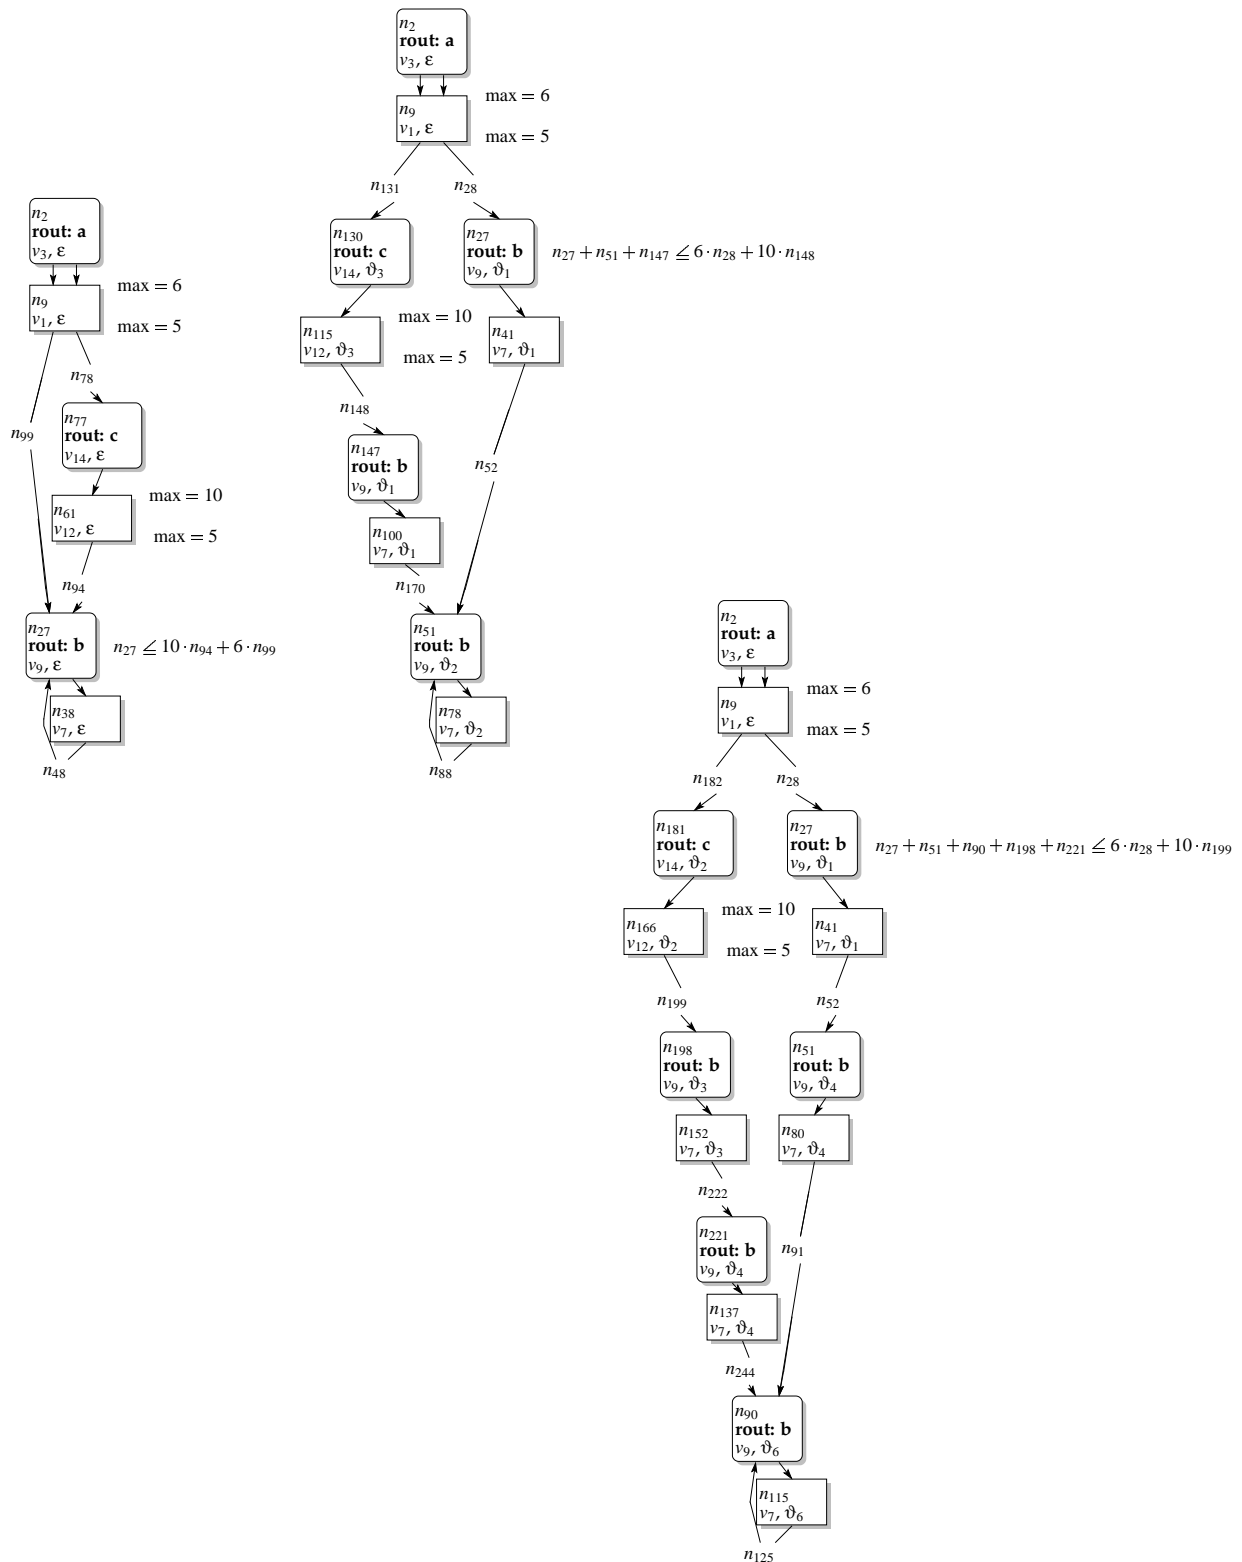 n2
rout: a
v3, ε
n9
v1, ε
max = 6
max = 5
n78
n99
n77
rout: c
v14, ε
n61
v12, ε
max = 10
max = 5
n94
n27
rout: b
v9, ε
n27 ≤ 10·n94 + 6·n99
n38
v7, ε
n48
n2
rout: a
v3, ε
n9
v1, ε
max = 6
max = 5
n131
n28
n130
rout: c
v14, ϑ3
n27
rout: b
v9, ϑ1
n27 + n51 + n147 ≤ 6·n28 + 10·n148
n115
v12, ϑ3
max = 10
max = 5
n41
v7, ϑ1
n148
n147
rout: b
v9, ϑ1
n52
n100
v7, ϑ1
n170
n51
rout: b
v9, ϑ2
n78
v7, ϑ2
n88
n2
rout: a
v3, ε
n9
v1, ε
max = 6
max = 5
n182
n28
n181
rout: c
v14, ϑ2
n27
rout: b
v9, ϑ1
n27 + n51 + n90 + n198 + n221 ≤ 6·n28 + 10·n199
n166
v12, ϑ2
max = 10
max = 5
n41
v7, ϑ1
n199
n52
n198
rout: b
v9, ϑ3
n51
rout: b
v9, ϑ4
n152
v7, ϑ3
n80
v7, ϑ4
n222
n221
rout: b
v9, ϑ4
n91
n137
v7, ϑ4
n244
n90
rout: b
v9, ϑ6
n115
v7, ϑ6
n125